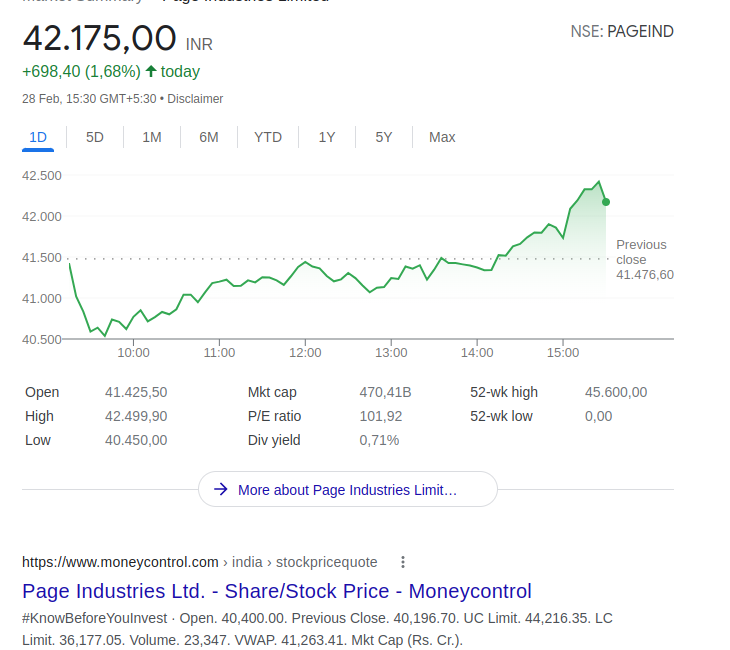 Market Summary > Page Industries Limited
42.175,00 INR
NSE: PAGEIND
+698,40 (1,68%) ↑ today
28 Feb, 15:30 GMT+5:30 • Disclaimer
1D 5D 1M 6M YTD 1Y 5Y Max
42.500
42.000
41.500
41.000
40.500
Previous
close
41.476,60
10:00 11:00 12:00 13:00 14:00 15:00
Open 41.425,50 Mkt cap 470,41B 52-wk high 45.600,00
High 42.499,90 P/E ratio 101,92 52-wk low 0,00
Low 40.450,00 Div yield 0,71%
→ More about Page Industries Limit…
https://www.moneycontrol.com › india › stockpricequote
Page Industries Ltd. - Share/Stock Price - Moneycontrol
#KnowBeforeYouInvest · Open. 40,400.00. Previous Close. 40,196.70. UC Limit. 44,216.35. LC
Limit. 36,177.05. Volume. 23,347. VWAP. 41,263.41. Mkt Cap (Rs. Cr.).